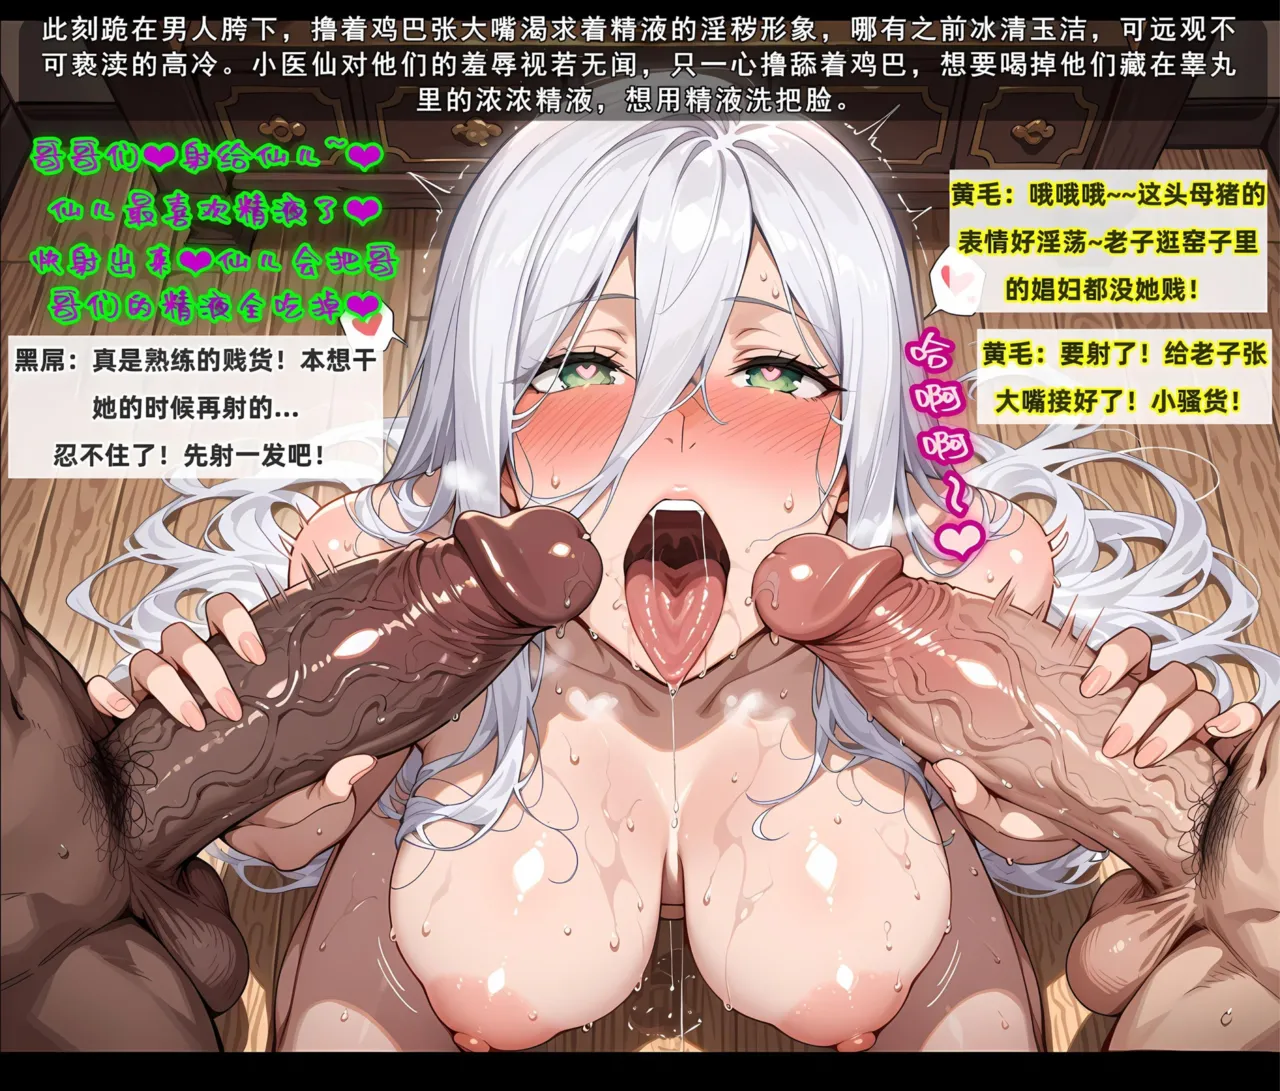 此刻跪在男人胯下，撸着鸡巴张大嘴渴求着精液的淫秽形象，哪有之前冰清玉洁，可远观不
可亵渎的高冷。小医仙对他们的羞辱视若无闻，只一心撸舔着鸡巴，想要喝掉他们藏在睾丸
里的浓浓精液，想用精液洗把脸。
哥哥们♥射给仙儿~♥
仙儿最喜欢精液了♥
快射出来♥仙儿会把哥
哥们的精液全吃掉♥
黑屌：真是熟练的贱货！本想干
她的时候再射的...
忍不住了！先射一发吧！
黄毛：哦哦哦~~这头母猪的
表情好淫荡~老子逛窑子里
的娼妇都没她贱！
黄毛：要射了！给老子张
大嘴接好了！小骚货！
哈
啊
啊
~
♥